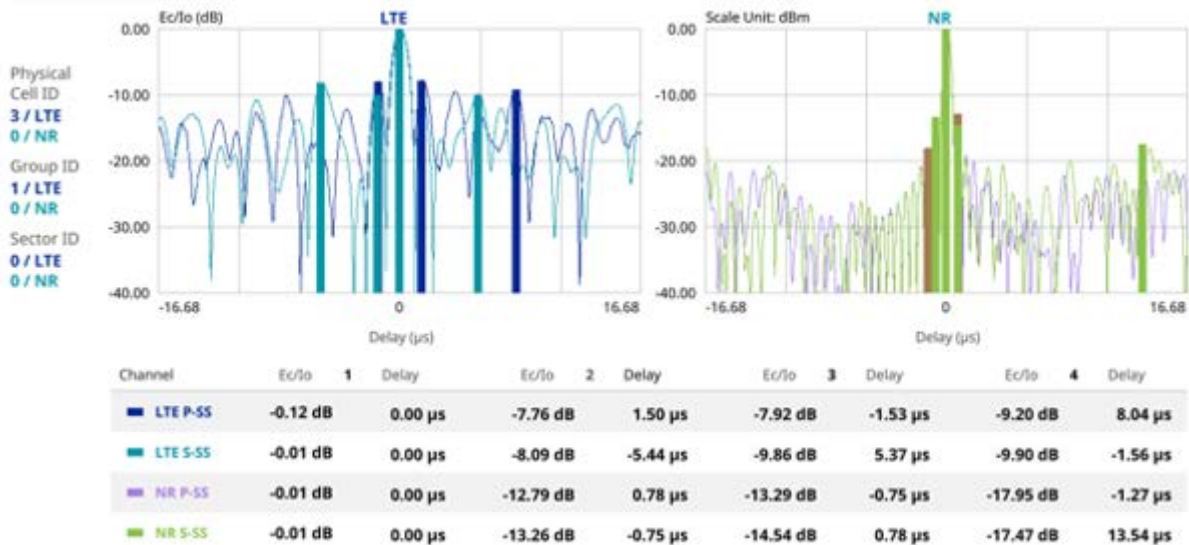 Ec/Io (dB) LTE
Scale Unit: dBm NR
Physical
Cell ID
3 / LTE
0 / NR
Group ID
1 / LTE
0 / NR
Sector ID
0 / LTE
0 / NR
0.00
-10.00
-20.00
-30.00
-40.00
-16.68 0 16.68
Delay (μs)
0.00
-10.00
-20.00
-30.00
-40.00
-16.68 0 16.68
Delay (μs)
Channel Ec/Io 1 Delay Ec/Io 2 Delay Ec/Io 3 Delay Ec/Io 4 Delay
LTE P-SS -0.12 dB 0.00 μs -7.76 dB 1.50 μs -7.92 dB -1.53 μs -9.20 dB 8.04 μs
LTE S-SS -0.01 dB 0.00 μs -8.09 dB -5.44 μs -9.86 dB 5.37 μs -9.90 dB -1.56 μs
NR P-SS -0.01 dB 0.00 μs -12.79 dB 0.78 μs -13.29 dB -0.75 μs -17.95 dB -1.27 μs
NR S-SS -0.01 dB 0.00 μs -13.26 dB -0.75 μs -14.54 dB 0.78 μs -17.47 dB 13.54 μs